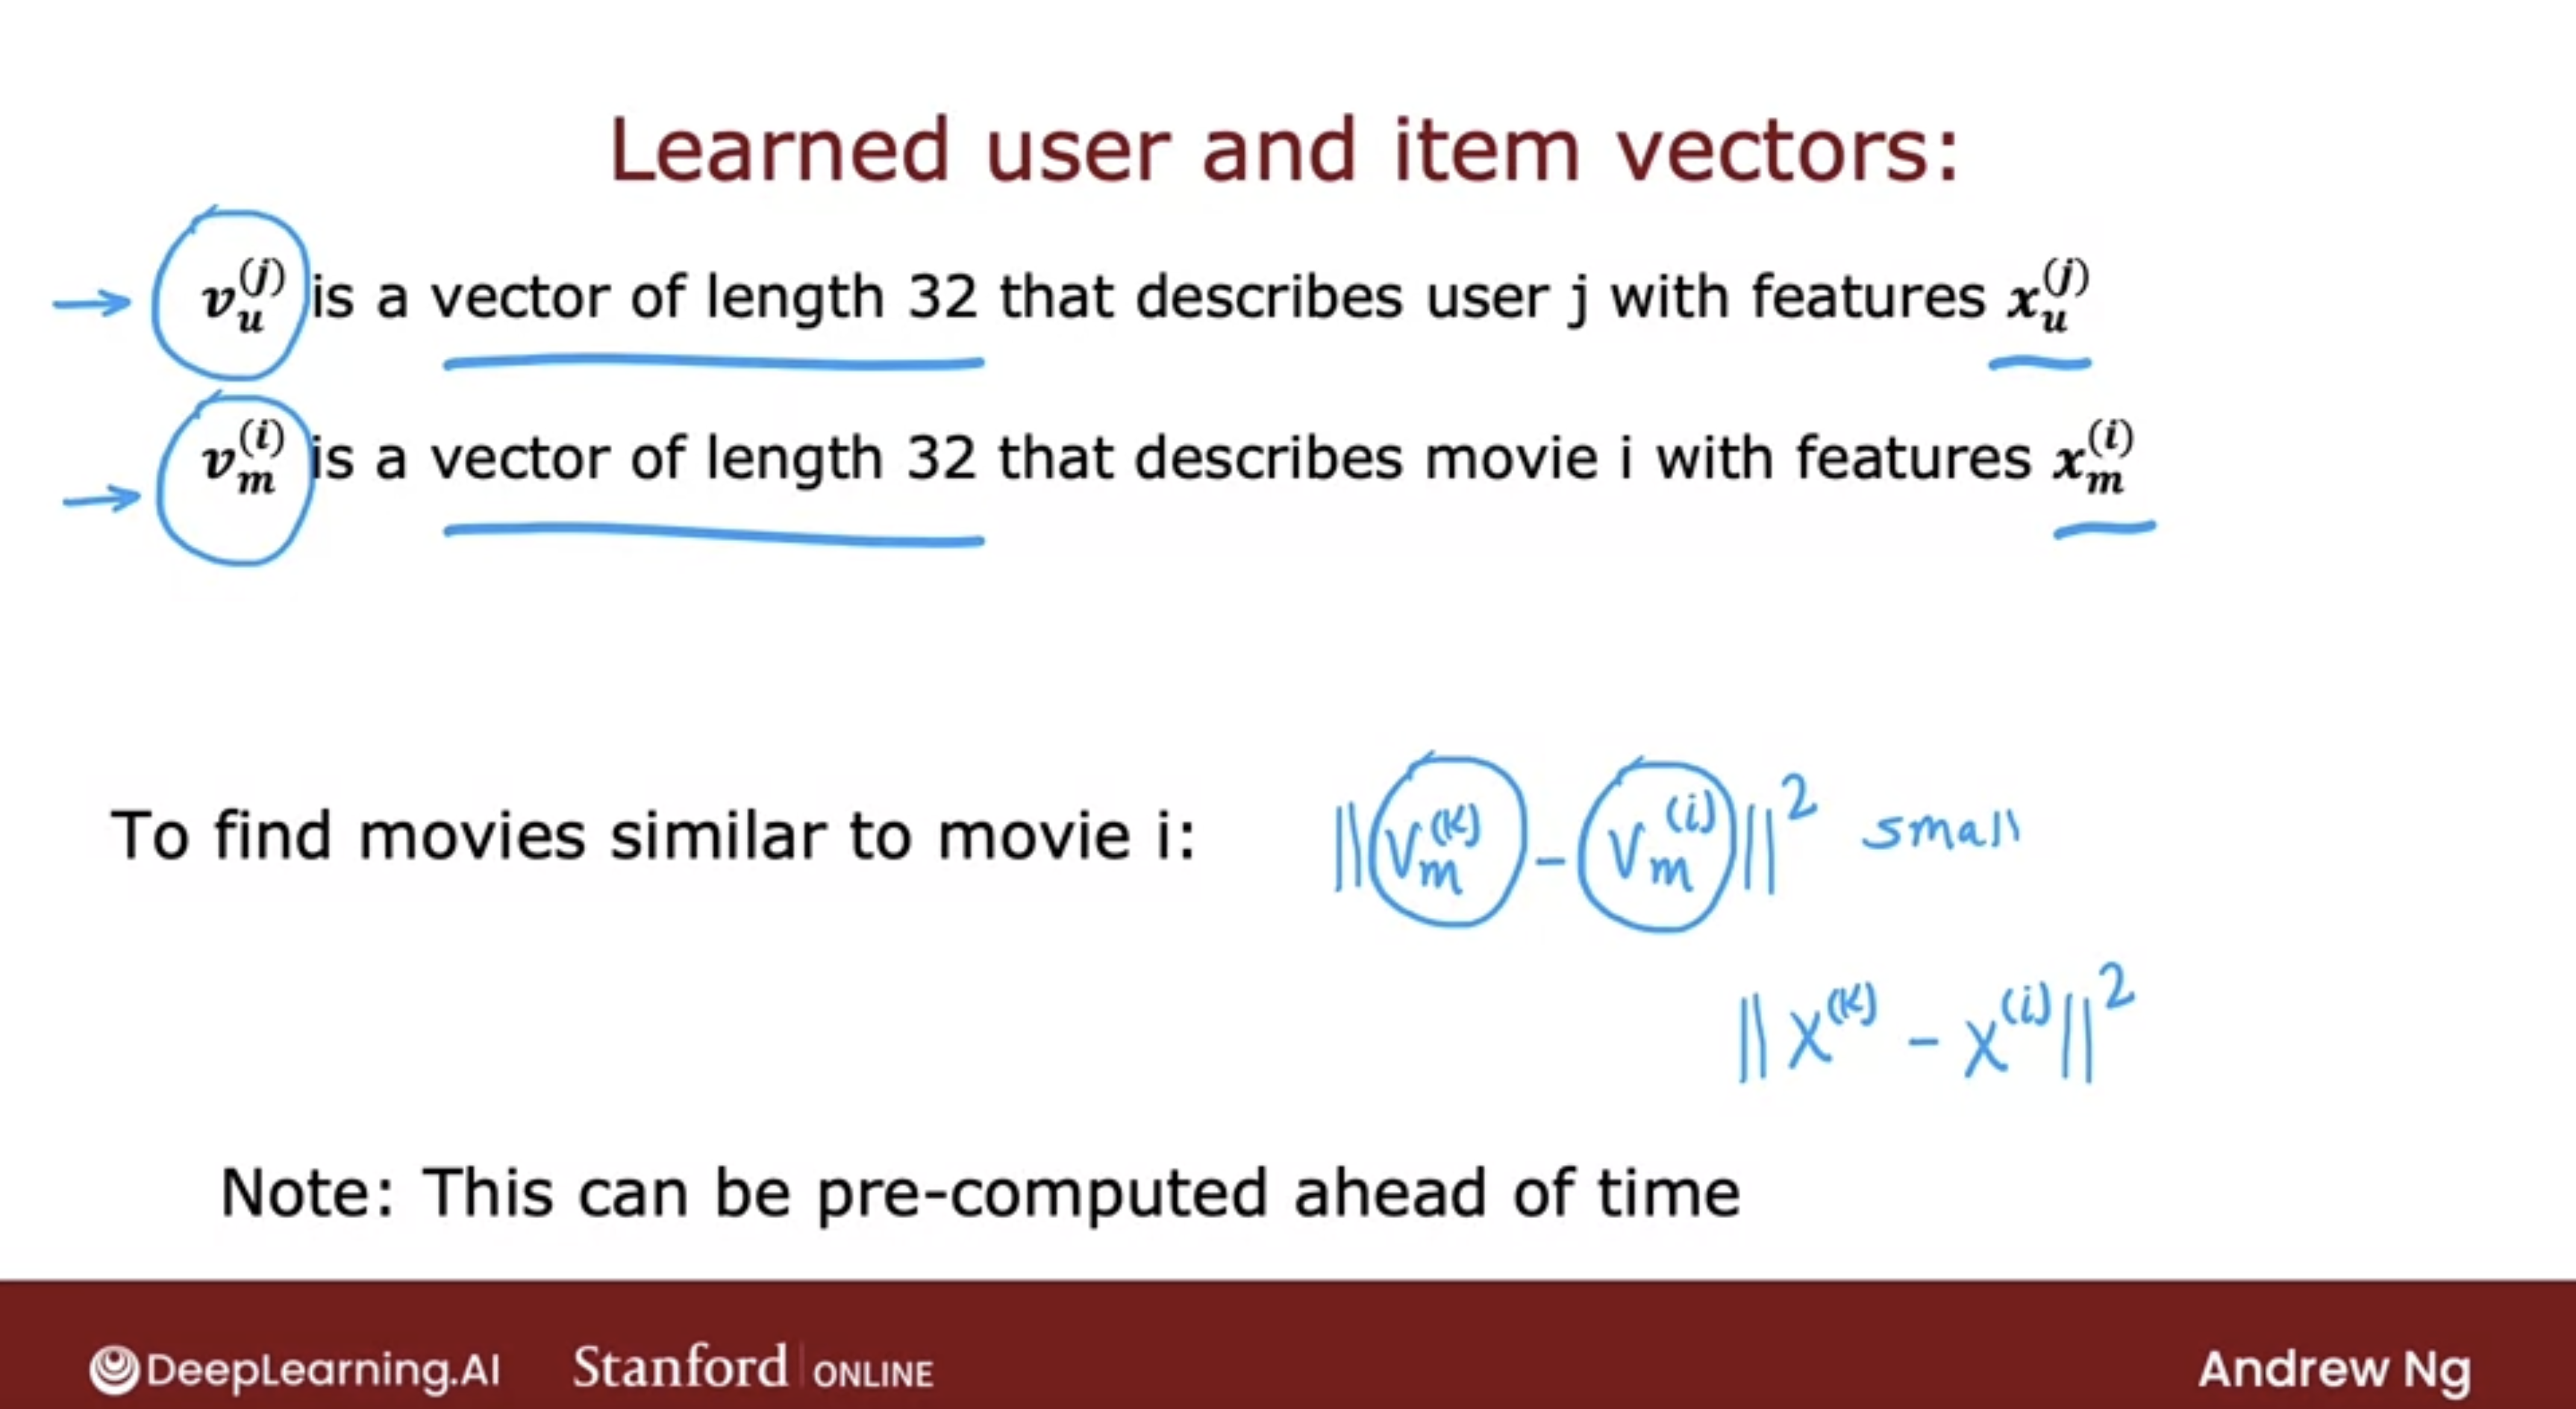 Learned user and item vectors:
→ v_u^(j) is a vector of length 32 that describes user j with features x_u^(j)
→ v_m^(i) is a vector of length 32 that describes movie i with features x_m^(i)
To find movies similar to movie i: ||v_m^(k) - v_m^(i)||^2 small
||x^(k) - x^(i)||^2
Note: This can be pre-computed ahead of time
DeepLearning.AI Stanford | ONLINE Andrew Ng